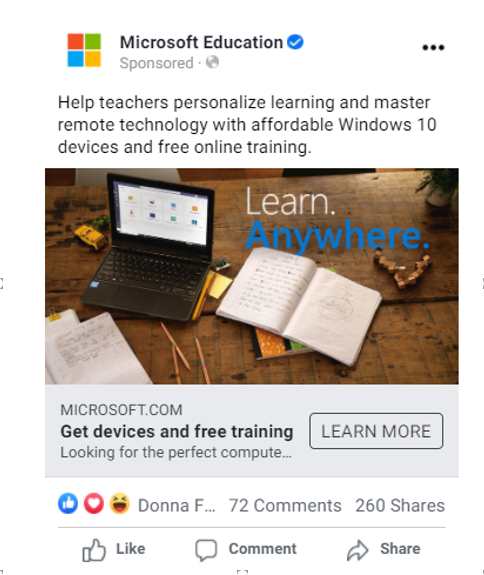 Microsoft Education
Sponsored ·
Help teachers personalize learning and master
remote technology with affordable Windows 10
devices and free online training.
Learn.
Anywhere.
MICROSOFT.COM
Get devices and free training
Looking for the perfect compute...
LEARN MORE
Donna F... 72 Comments 260 Shares
Like Comment Share